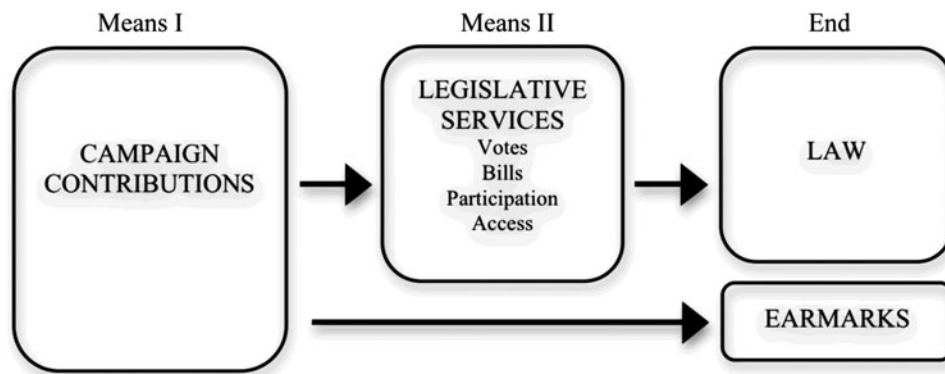 Means I
Means II
End
CAMPAIGN
CONTRIBUTIONS
LEGISLATIVE
SERVICES
Votes
Bills
Participation
Access
LAW
EARMARKS